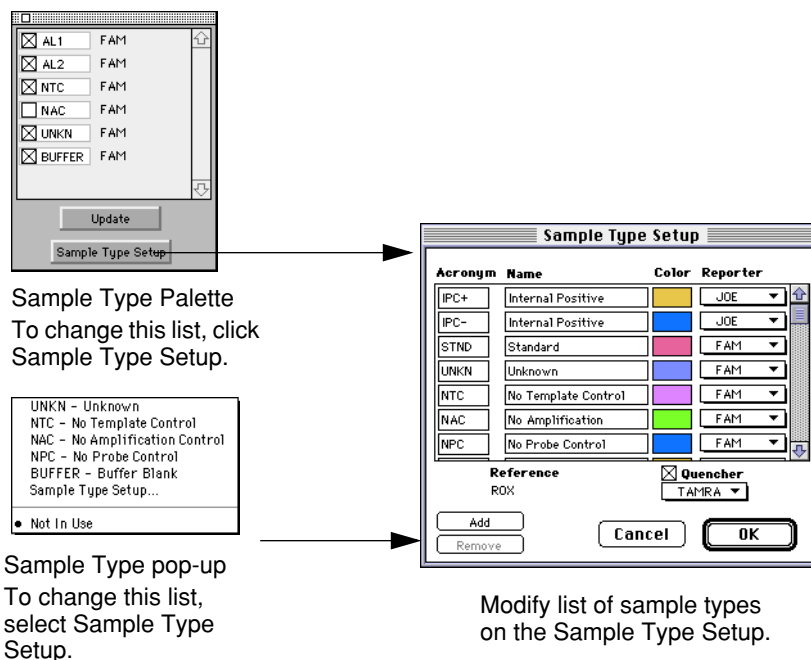 AL1 FAM
AL2 FAM
NTC FAM
NAC FAM
UNKN FAM
BUFFER FAM
Update
Sample Type Setup
Sample Type Palette
To change this list, click
Sample Type Setup.
UNKN - Unknown
NTC - No Template Control
NAC - No Amplification Control
NPC - No Probe Control
BUFFER - Buffer Blank
Sample Type Setup...
Not In Use
Sample Type pop-up
To change this list,
select Sample Type
Setup.
Sample Type Setup
Acronym Name Color Reporter
IPC+ Internal Positive JOE
IPC- Internal Positive JOE
STND Standard FAM
UNKN Unknown FAM
NTC No Template Control FAM
NAC No Amplification FAM
NPC No Probe Control FAM
Reference Quencher
ROX TAMRA
Add
Remove
Cancel OK
Modify list of sample types
on the Sample Type Setup.